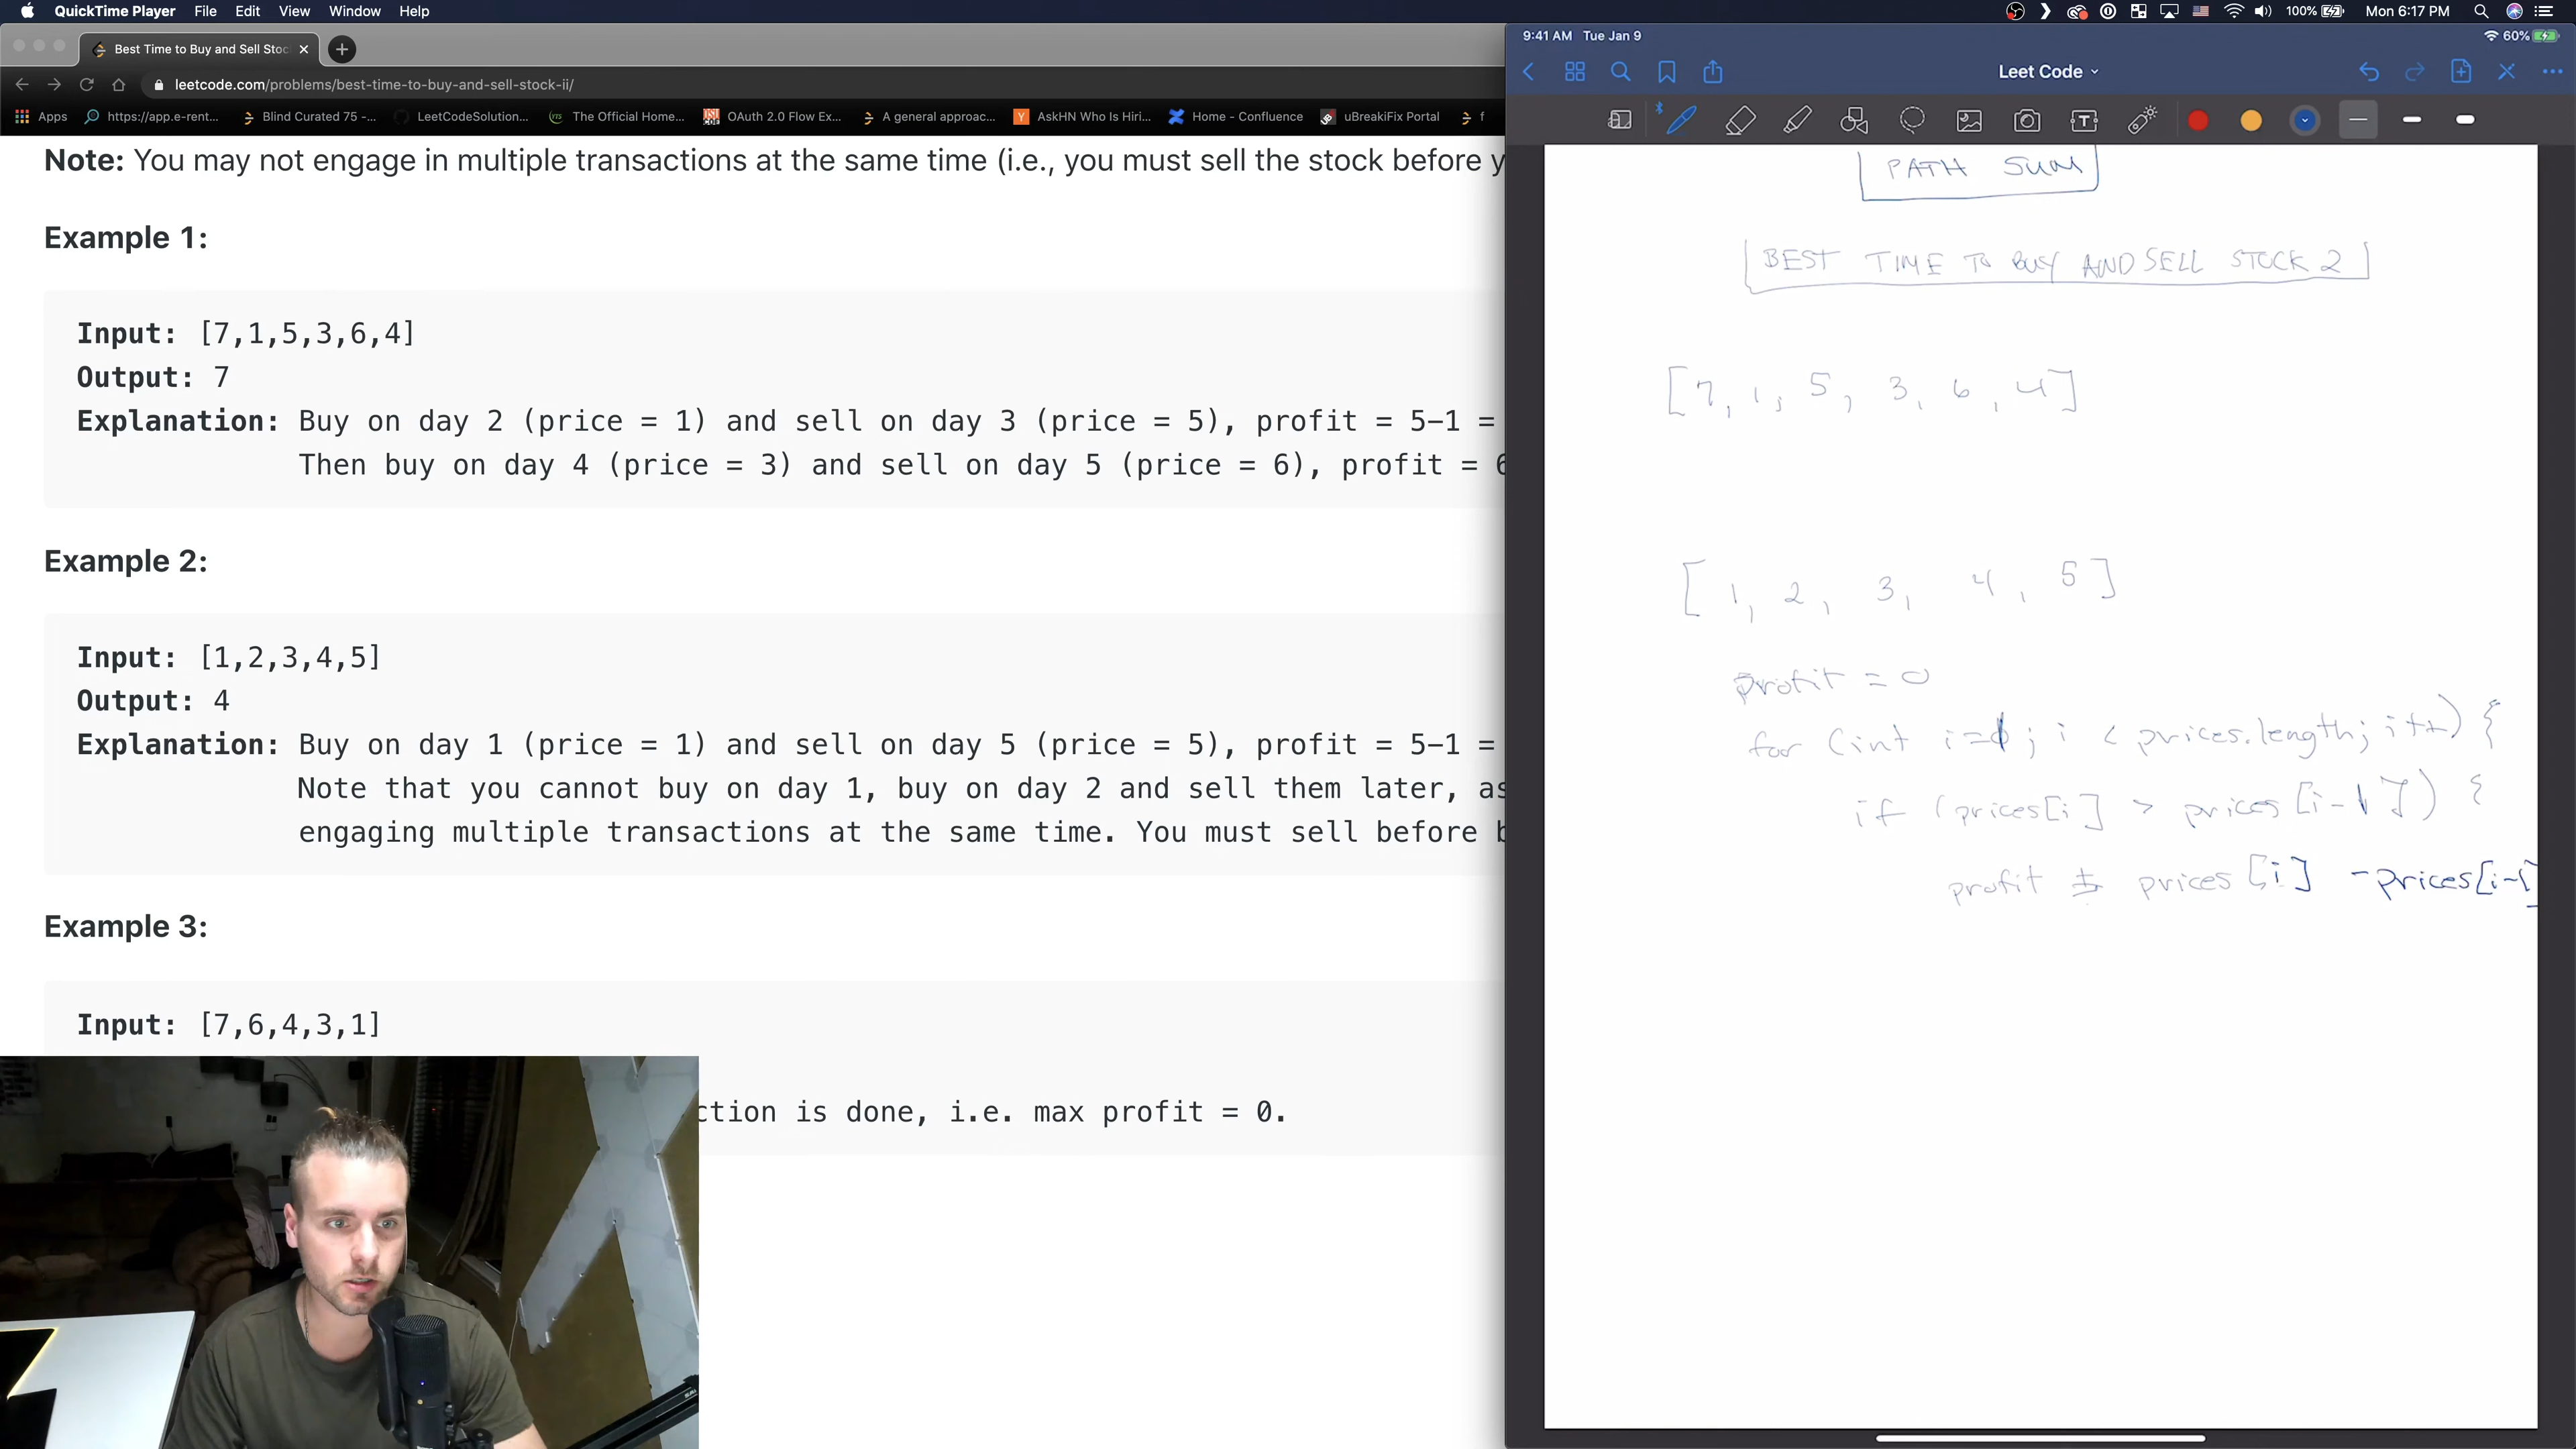 QuickTime Player File Edit View Window Help 100% Mon 6:17 PM
Best Time to Buy and Sell Stoc
leetcode.com/problems/best-time-to-buy-and-sell-stock-ii/
Apps https://app.e-rent... Blind Curated 75 -... LeetCodeSolution... The Official Home... OAuth 2.0 Flow Ex... A general approac... AskHN Who Is Hiri... Home - Confluence uBreakiFix Portal f
Note: You may not engage in multiple transactions at the same time (i.e., you must sell the stock before y
Example 1:
Input: [7,1,5,3,6,4]
Output: 7
Explanation: Buy on day 2 (price = 1) and sell on day 3 (price = 5), profit = 5-1 =
Then buy on day 4 (price = 3) and sell on day 5 (price = 6), profit = 6
Example 2:
Input: [1,2,3,4,5]
Output: 4
Explanation: Buy on day 1 (price = 1) and sell on day 5 (price = 5), profit = 5-1 =
Note that you cannot buy on day 1, buy on day 2 and sell them later, as
engaging multiple transactions at the same time. You must sell before b
Example 3:
Input: [7,6,4,3,1]
ction is done, i.e. max profit = 0.
9:41 AM Tue Jan 9 60%
Leet Code
PATH SUM
BEST TIME TO BUY AND SELL STOCK 2
[7, 1, 5, 3, 6, 4]
[1, 2, 3, 4, 5]
profit = 0
for (int i=1; i < prices.length; i++) {
if (prices[i] > prices[i-1]) {
profit += prices[i] -prices[i-1]